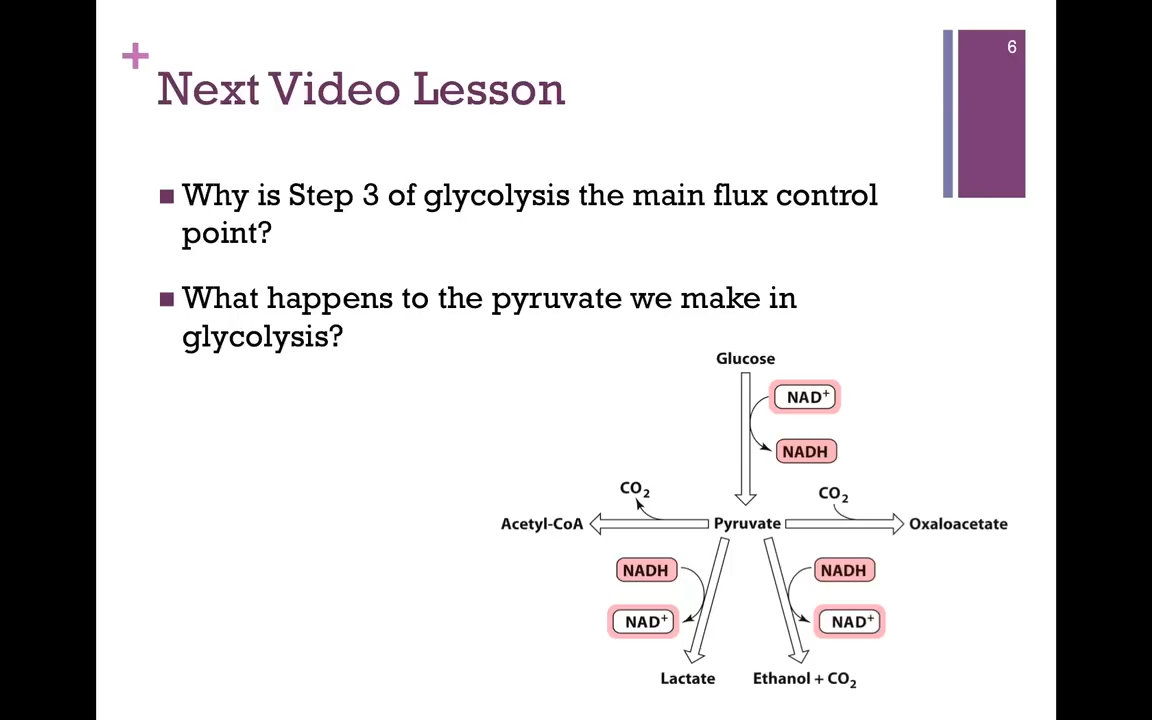 6
+
Next Video Lesson
Why is Step 3 of glycolysis the main flux control
point?
What happens to the pyruvate we make in
glycolysis?
Glucose
NAD⁺
NADH
CO₂
CO₂
Acetyl-CoA
Pyruvate
Oxaloacetate
NADH
NADH
NAD⁺
NAD⁺
Lactate
Ethanol + CO₂